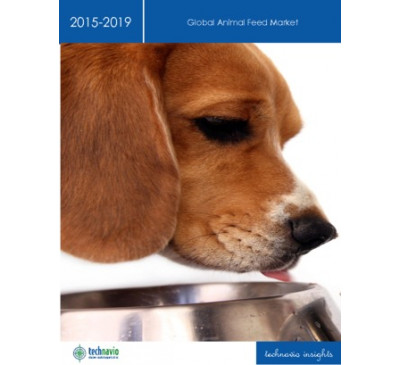 2015-2019
Global Animal Feed Market
technavio
technavio insights